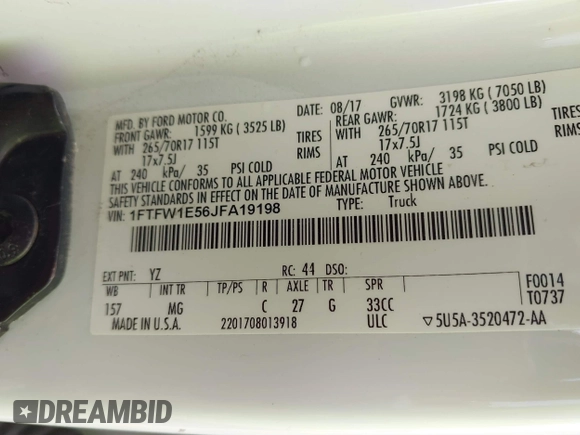 MFD. BY FORD MOTOR CO.
DATE: 08/17 GVWR: 3198 KG ( 7050 LB)
FRONT GAWR: 1599 KG ( 3525 LB) REAR GAWR: 1724 KG ( 3800 LB)
WITH 265/70R17 115T TIRES WITH 265/70R17 115T TIRES
17x7.5J RIMS 17x7.5J RIMS
AT 240 kPa/ 35 PSI COLD AT 240 kPa/ 35 PSI COLD
THIS VEHICLE CONFORMS TO ALL APPLICABLE FEDERAL MOTOR VEHICLE
SAFETY STANDARDS IN EFFECT ON THE DATE OF MANUFACTURE SHOWN ABOVE.
VIN: 1FTFW1E56JFA19198 TYPE: Truck
EXT PNT: YZ RC: 44 DSO: F0014
WB INT TR TP/PS R AXLE TR SPR T0737
157 MG C 27 G 33CC
MADE IN U.S.A. 2201708013918 ULC ▽5U5A-3520472-AA
DREAMBID